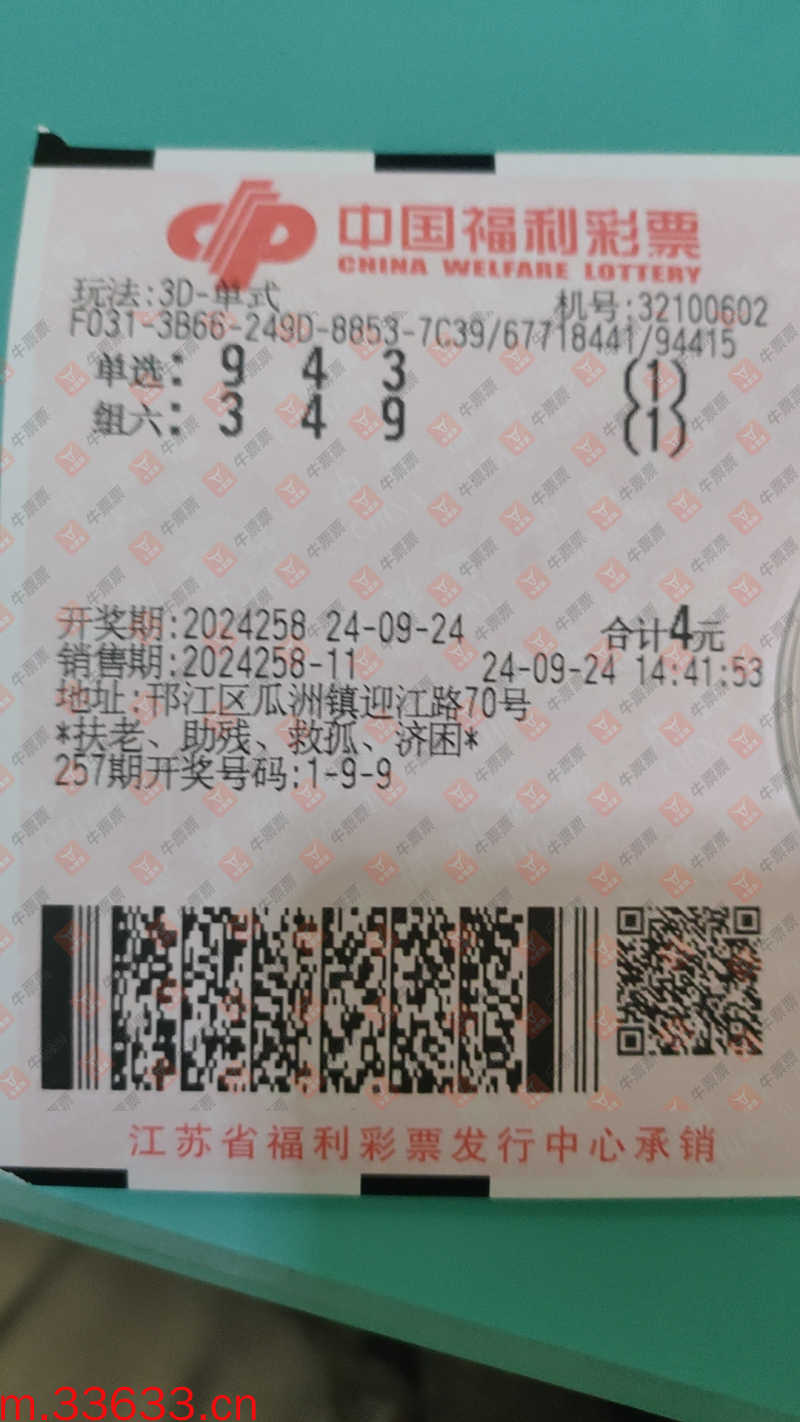 中国福利彩票
CHINA WELFARE LOTTERY
玩法:3D-单式 机号:32100602
F031-3B66-249D-8853-7C39/67718441/94415
单选: 9 4 3 (1)
组六: 3 4 9 (1)
开奖期:2024258 24-09-24 合计4元
销售期:2024258-11 24-09-24 14:41:53
地址:邗江区瓜洲镇迎江路70号
*扶老、助残、救孤、济困*
257期开奖号码:1-9-9
江苏省福利彩票发行中心承销
牛票票
m.33633.cn